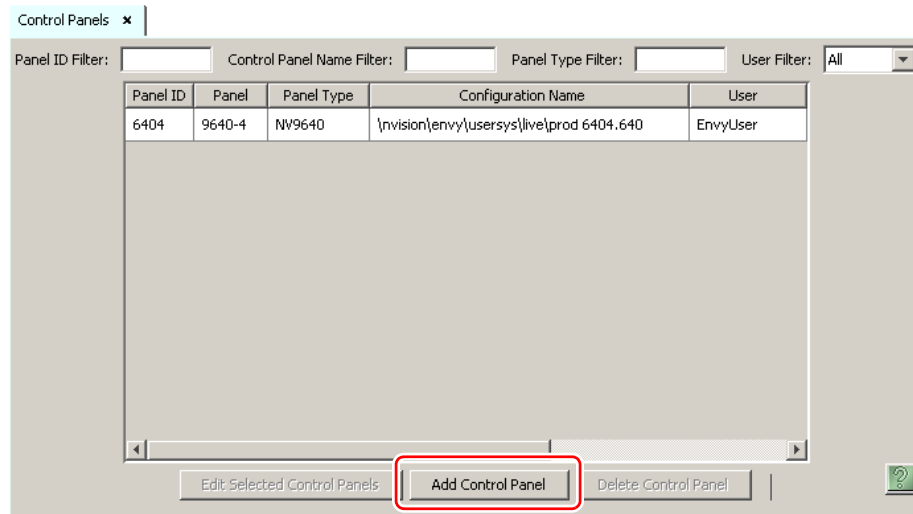 Control Panels ×
Panel ID Filter: Control Panel Name Filter: Panel Type Filter: User Filter: All
Panel ID Panel Panel Type Configuration Name User
6404 9640-4 NV9640 \nvision\envy\usersys\live\prod 6404.640 EnvyUser
Edit Selected Control Panels Add Control Panel Delete Control Panel ?